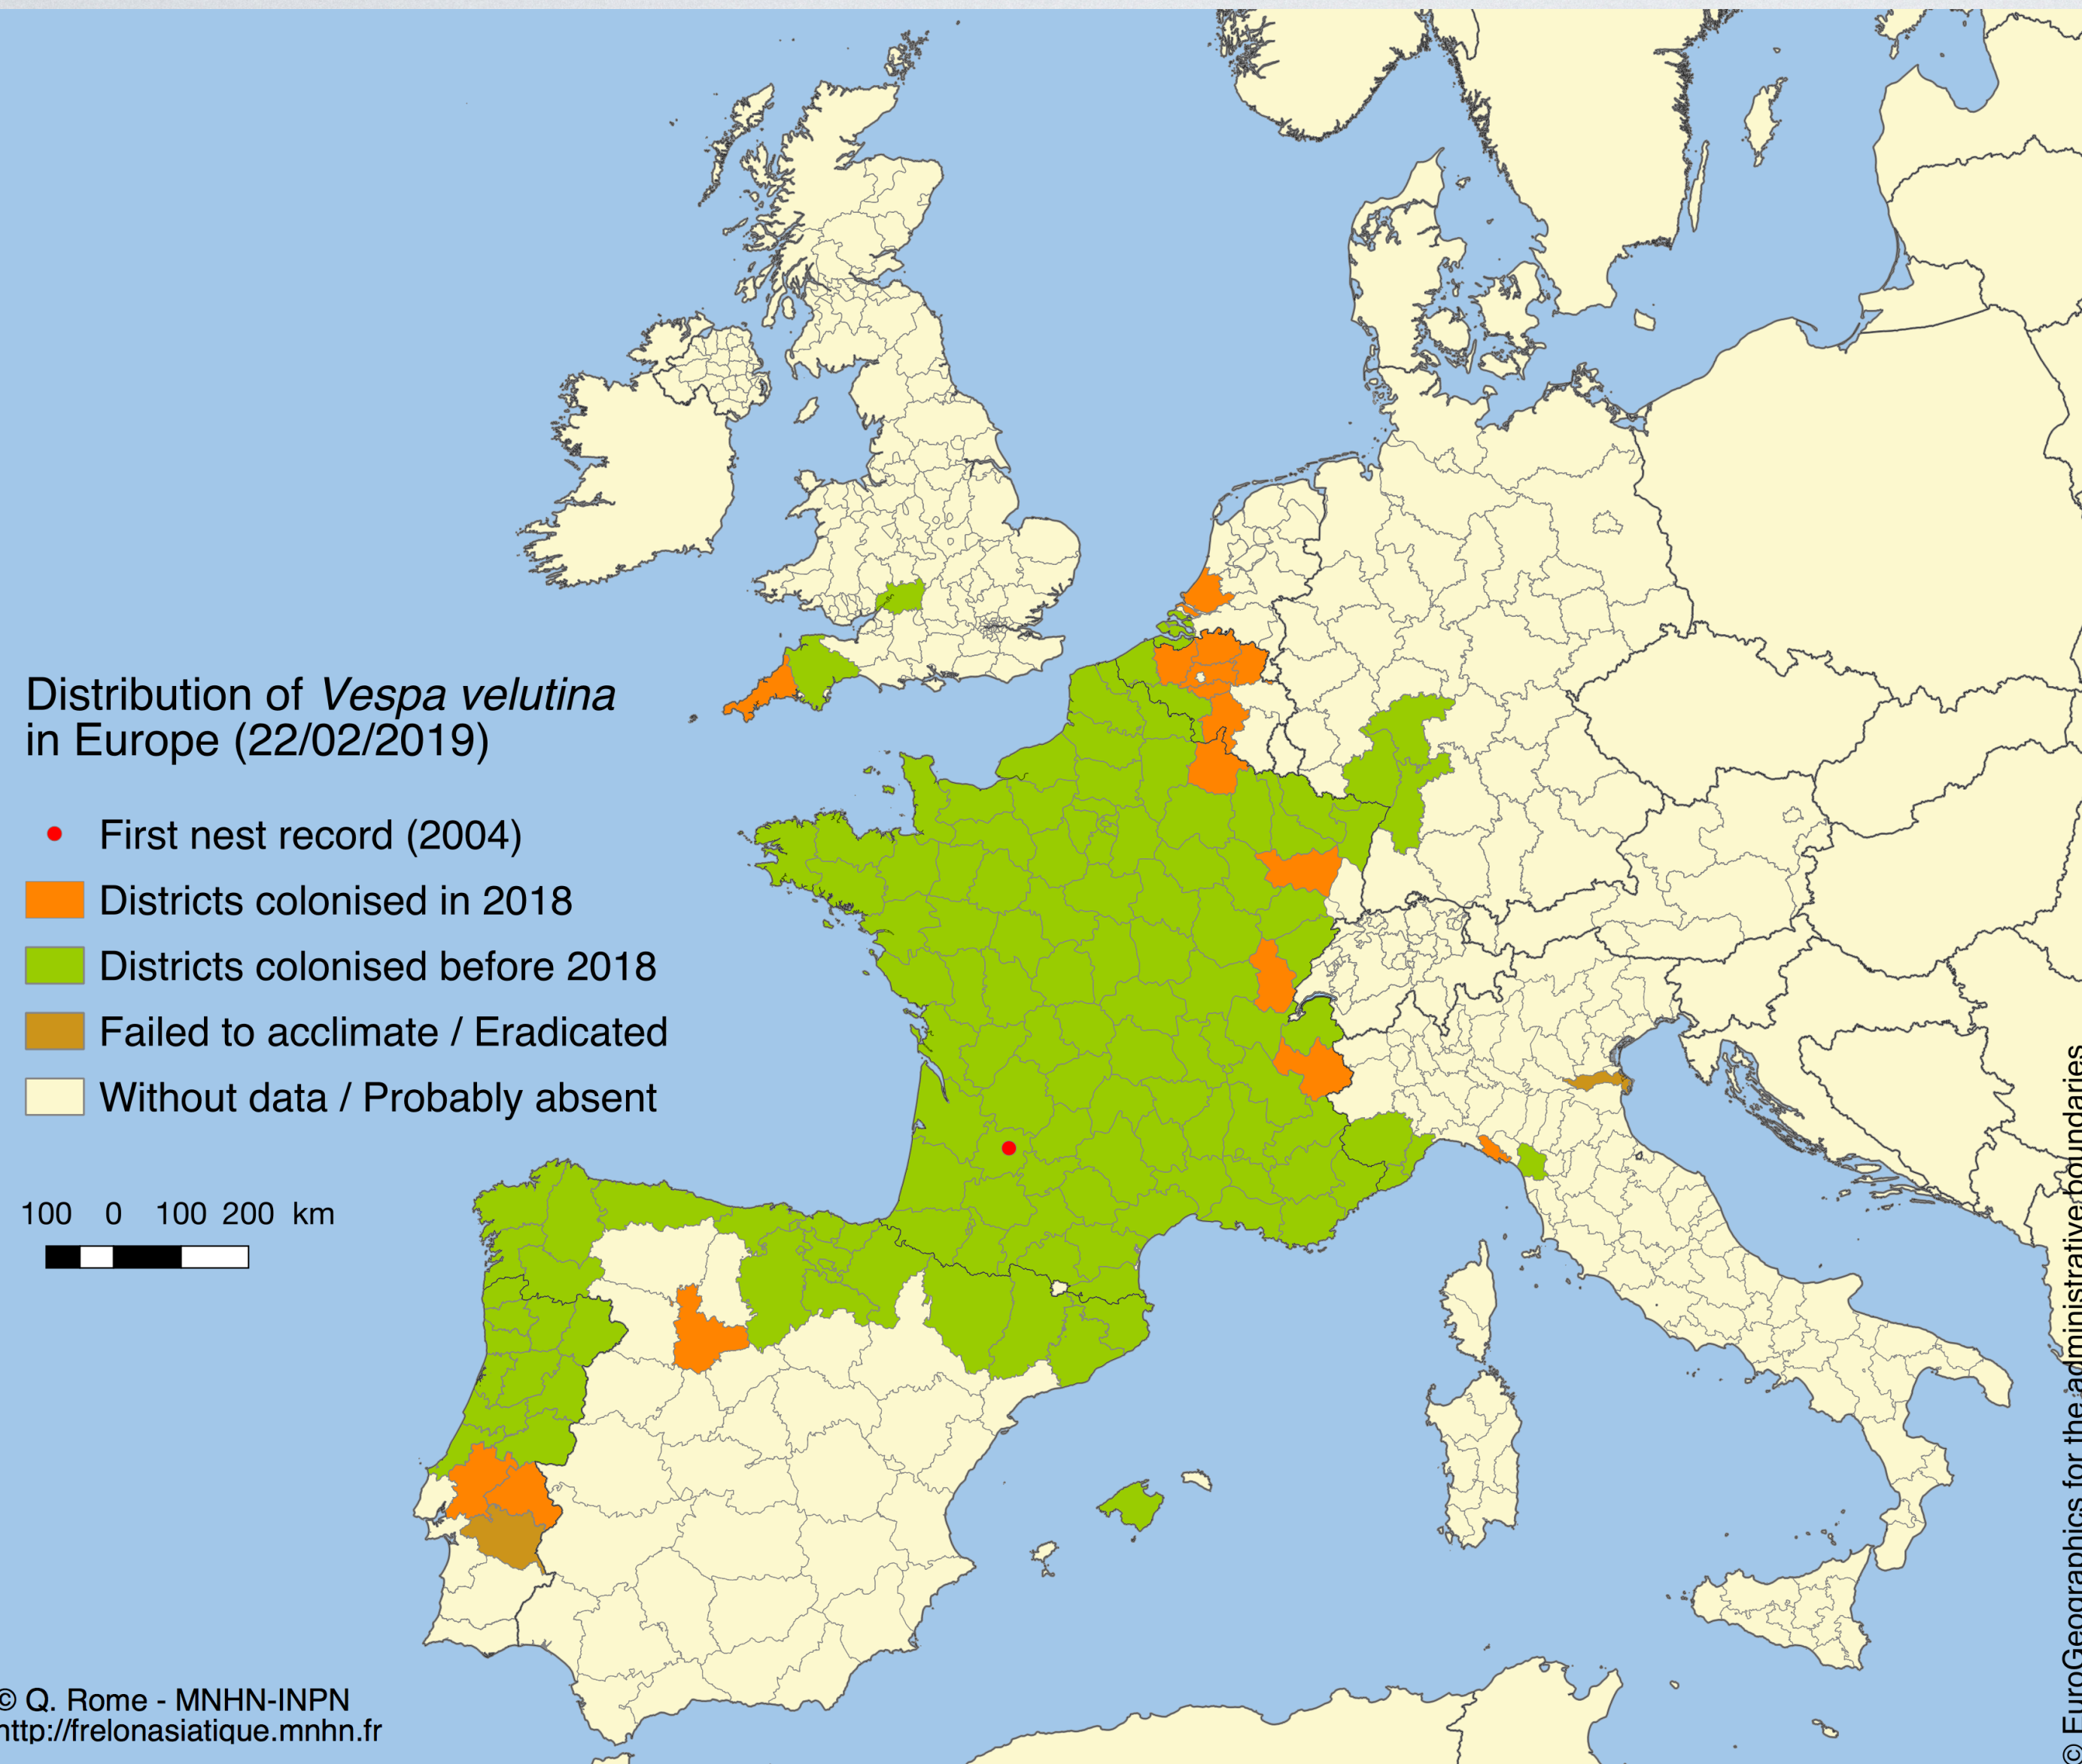 Distribution of Vespa velutina
in Europe (22/02/2019)
First nest record (2004)
Districts colonised in 2018
Districts colonised before 2018
Failed to acclimate / Eradicated
Without data / Probably absent
100 0 100 200 km
© Q. Rome - MNHN-INPN
http://frelonasiatique.mnhn.fr
© EuroGeographics for the administrative boundaries